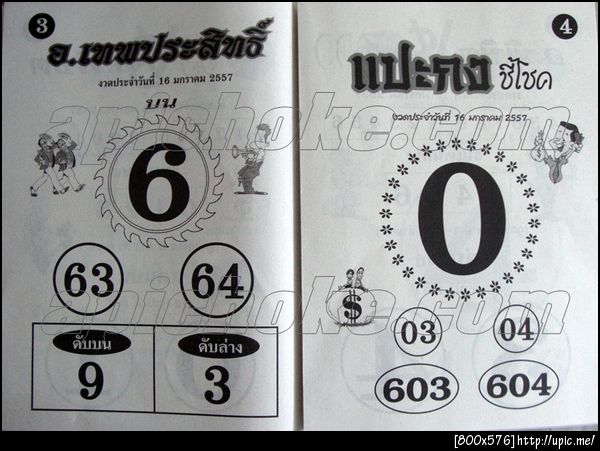 3
อ.เทพประสิทธิ์
งวดประจำวันที่ 16 มกราคม 2557
บน
6
63 64
ดับบน ดับล่าง
9 3
4
แปะกง ชี้โชค
งวดประจำวันที่ 16 มกราคม 2557
0
$
03 04
603 604
apichoke.com
apichoke.com
[800x576]http://upic.me/